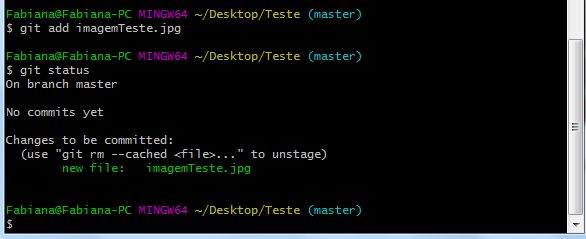 Fabiana@Fabiana-PC MINGW64 ~/Desktop/Teste (master)
$ git add imagemTeste.jpg
Fabiana@Fabiana-PC MINGW64 ~/Desktop/Teste (master)
$ git status
On branch master
No commits yet
Changes to be committed:
  (use "git rm --cached <file>..." to unstage)
        new file:   imagemTeste.jpg
Fabiana@Fabiana-PC MINGW64 ~/Desktop/Teste (master)
$